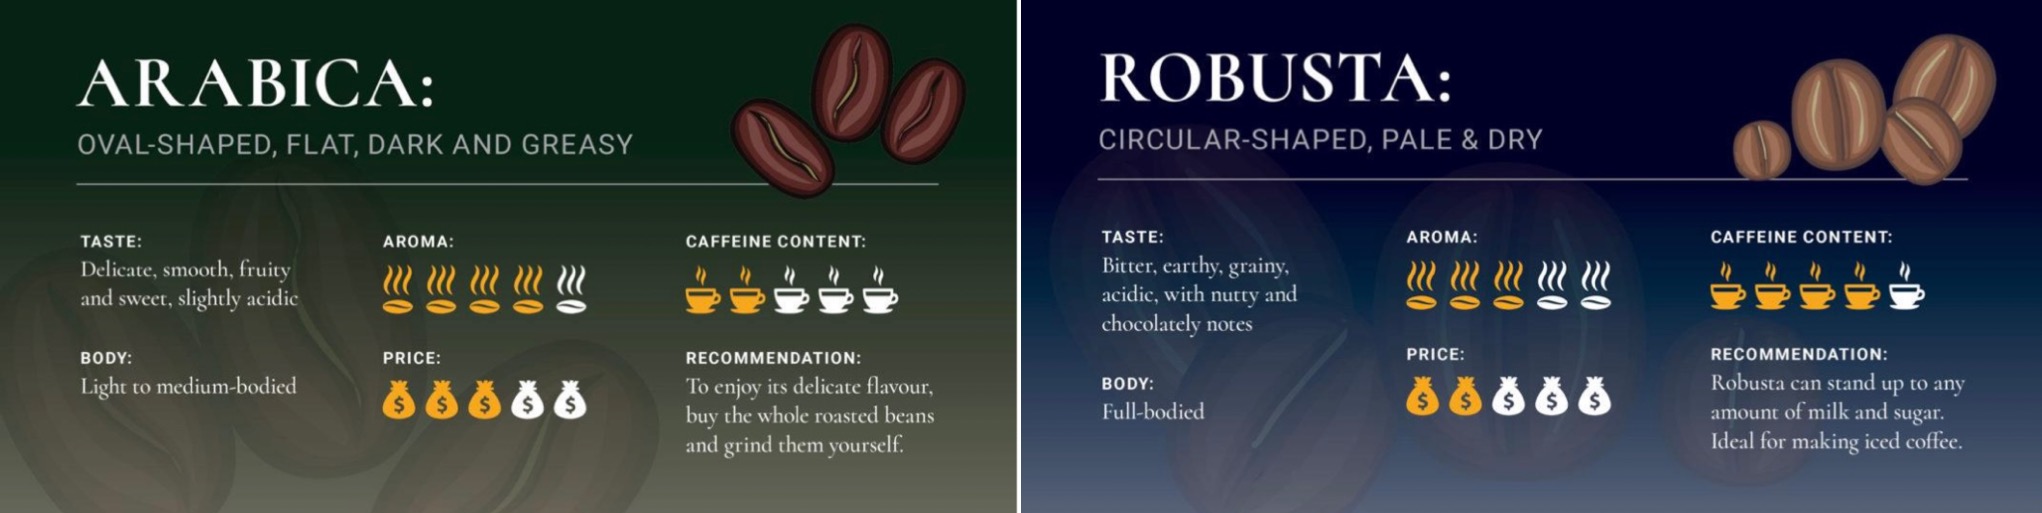 ARABICA:
OVAL-SHAPED, FLAT, DARK AND GREASY
TASTE:
Delicate, smooth, fruity
and sweet, slightly acidic
AROMA:
CAFFEINE CONTENT:
BODY:
Light to medium-bodied
PRICE:
$ $ $ $ $
RECOMMENDATION:
To enjoy its delicate flavour,
buy the whole roasted beans
and grind them yourself.
ROBUSTA:
CIRCULAR-SHAPED, PALE & DRY
TASTE:
Bitter, earthy, grainy,
acidic, with nutty and
chocolately notes
AROMA:
CAFFEINE CONTENT:
BODY:
Full-bodied
PRICE:
$ $ $ $ $
RECOMMENDATION:
Robusta can stand up to any
amount of milk and sugar.
Ideal for making iced coffee.